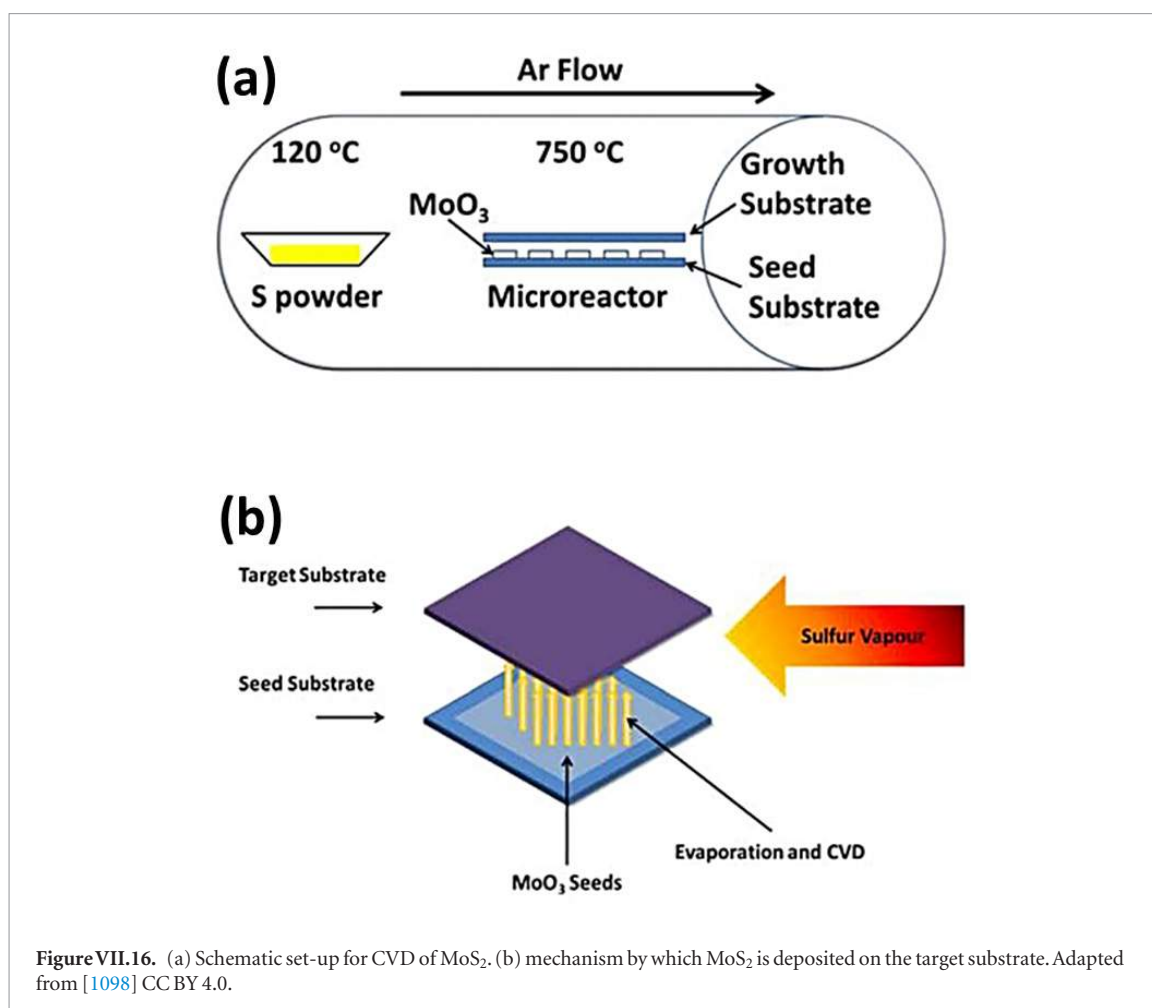 (a)
Ar Flow
120 °C
750 °C
Growth
Substrate
MoO₃
Seed
Substrate
S powder
Microreactor
(b)
Target Substrate
Sulfur Vapour
Seed Substrate
Evaporation and CVD
MoO₃ Seeds
Figure VII.16. (a) Schematic set-up for CVD of MoS₂. (b) mechanism by which MoS₂ is deposited on the target substrate. Adapted
from [1098] CC BY 4.0.